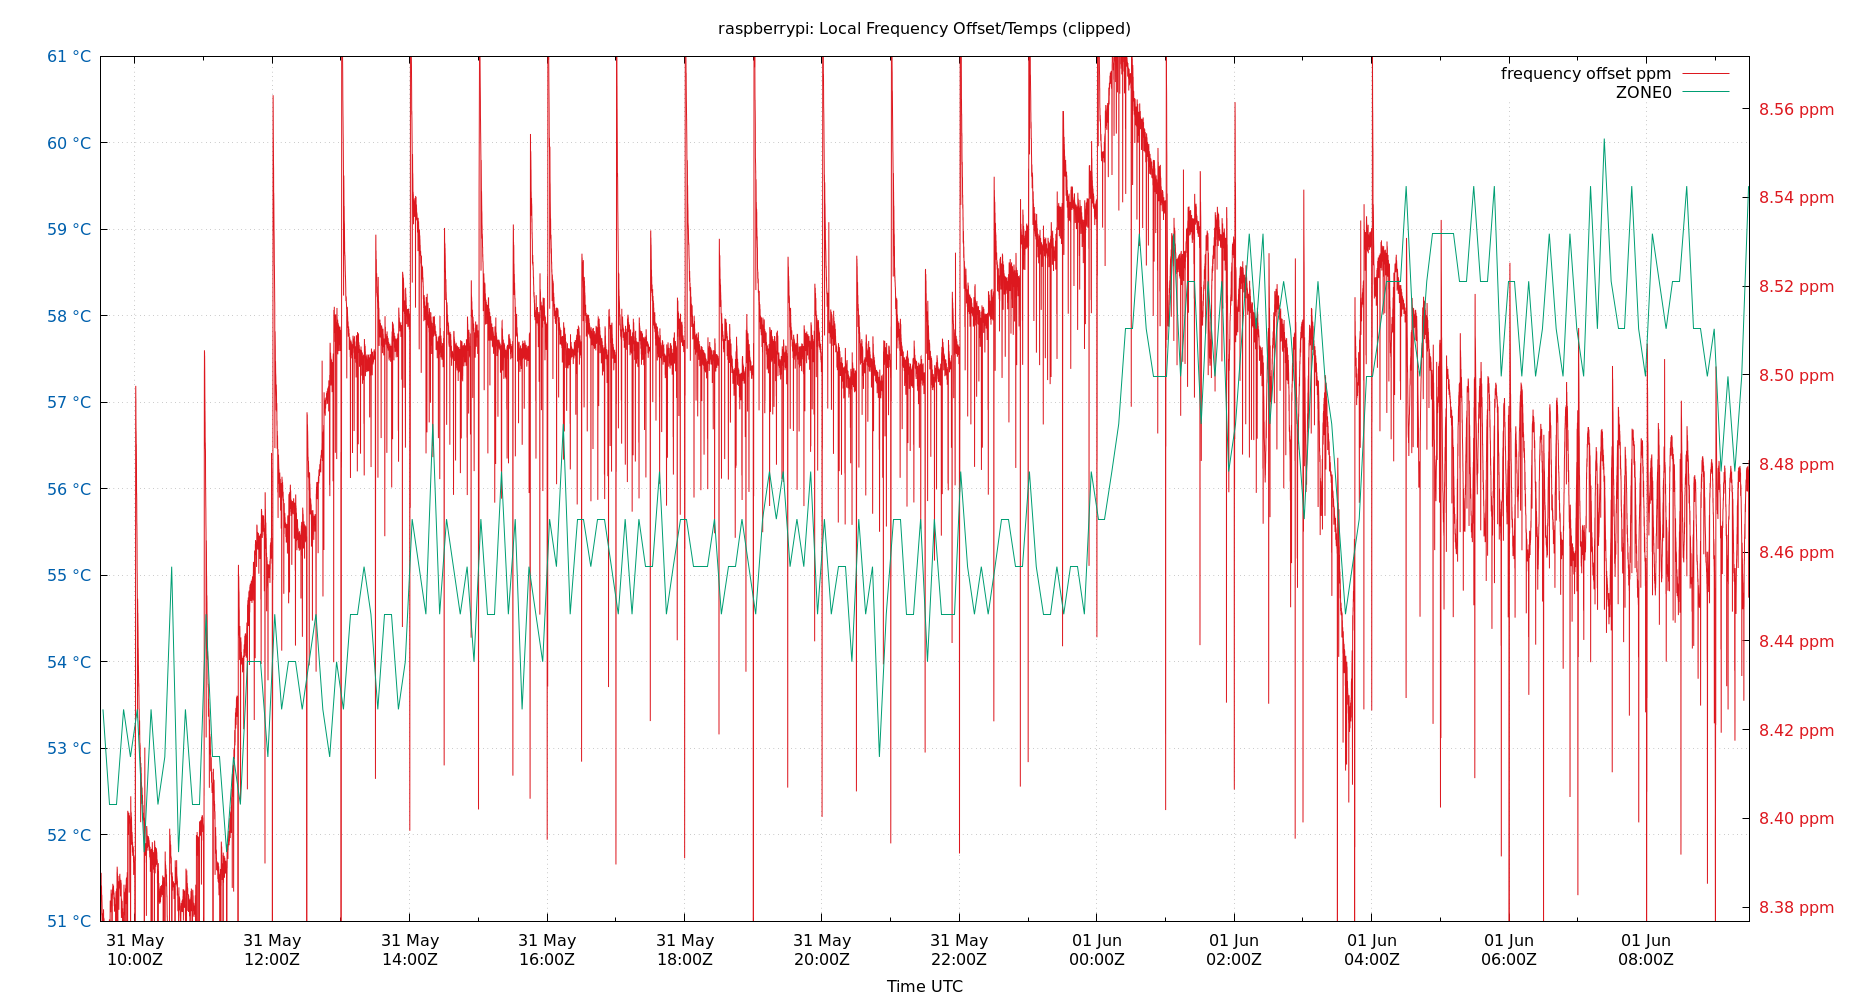 raspberrypi: Local Frequency Offset/Temps (clipped)
frequency offset ppm
ZONE0
61 °C
60 °C
59 °C
58 °C
57 °C
56 °C
55 °C
54 °C
53 °C
52 °C
51 °C
8.56 ppm
8.54 ppm
8.52 ppm
8.50 ppm
8.48 ppm
8.46 ppm
8.44 ppm
8.42 ppm
8.40 ppm
8.38 ppm
31 May
10:00Z
31 May
12:00Z
31 May
14:00Z
31 May
16:00Z
31 May
18:00Z
31 May
20:00Z
31 May
22:00Z
01 Jun
00:00Z
01 Jun
02:00Z
01 Jun
04:00Z
01 Jun
06:00Z
01 Jun
08:00Z
Time UTC